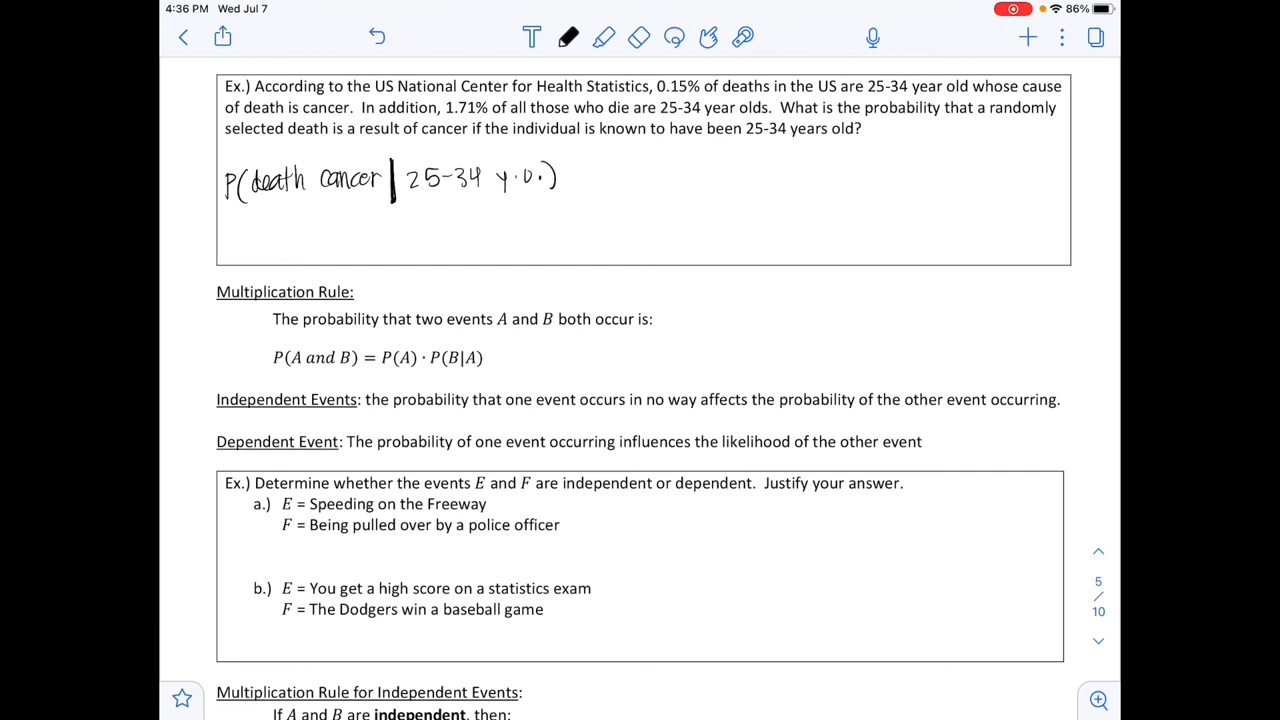 4:36 PM Wed Jul 7 86%
T
Ex.) According to the US National Center for Health Statistics, 0.15% of deaths in the US are 25-34 year old whose cause
of death is cancer. In addition, 1.71% of all those who die are 25-34 year olds. What is the probability that a randomly
selected death is a result of cancer if the individual is known to have been 25-34 years old?
P(death cancer | 25-34 y.o.)
Multiplication Rule:
The probability that two events A and B both occur is:
P(A and B) = P(A) · P(B|A)
Independent Events: the probability that one event occurs in no way affects the probability of the other event occurring.
Dependent Event: The probability of one event occurring influences the likelihood of the other event
Ex.) Determine whether the events E and F are independent or dependent. Justify your answer.
a.) E = Speeding on the Freeway
F = Being pulled over by a police officer
5
/
10
b.) E = You get a high score on a statistics exam
F = The Dodgers win a baseball game
Multiplication Rule for Independent Events:
If A and B are independent, then: